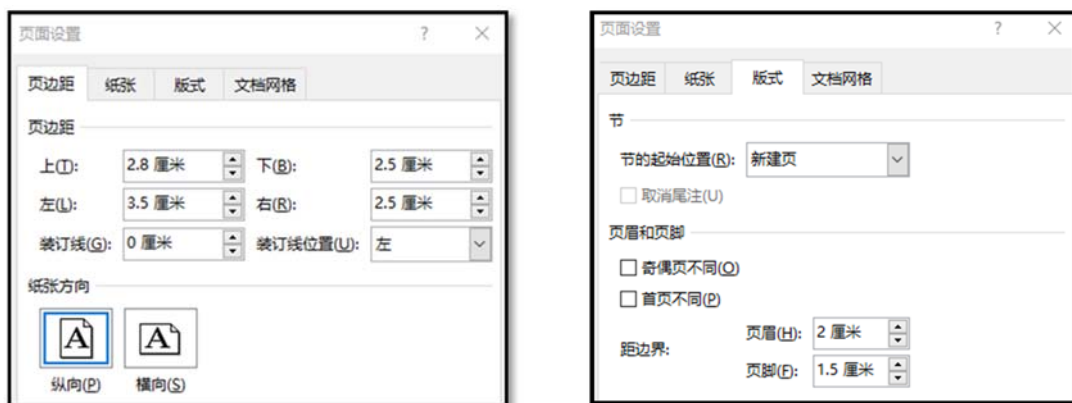 页面设置 ? ×
页边距 纸张 版式 文档网格
页边距
上(T): 2.8 厘米 下(B): 2.5 厘米
左(L): 3.5 厘米 右(R): 2.5 厘米
装订线(G): 0 厘米 装订线位置(U): 左
纸张方向
A A
纵向(P) 横向(S)
页面设置 ? ×
页边距 纸张 版式 文档网格
节
节的起始位置(R): 新建页
取消尾注(U)
页眉和页脚
奇偶页不同(O)
首页不同(P)
距边界: 页眉(H): 2 厘米
页脚(F): 1.5 厘米